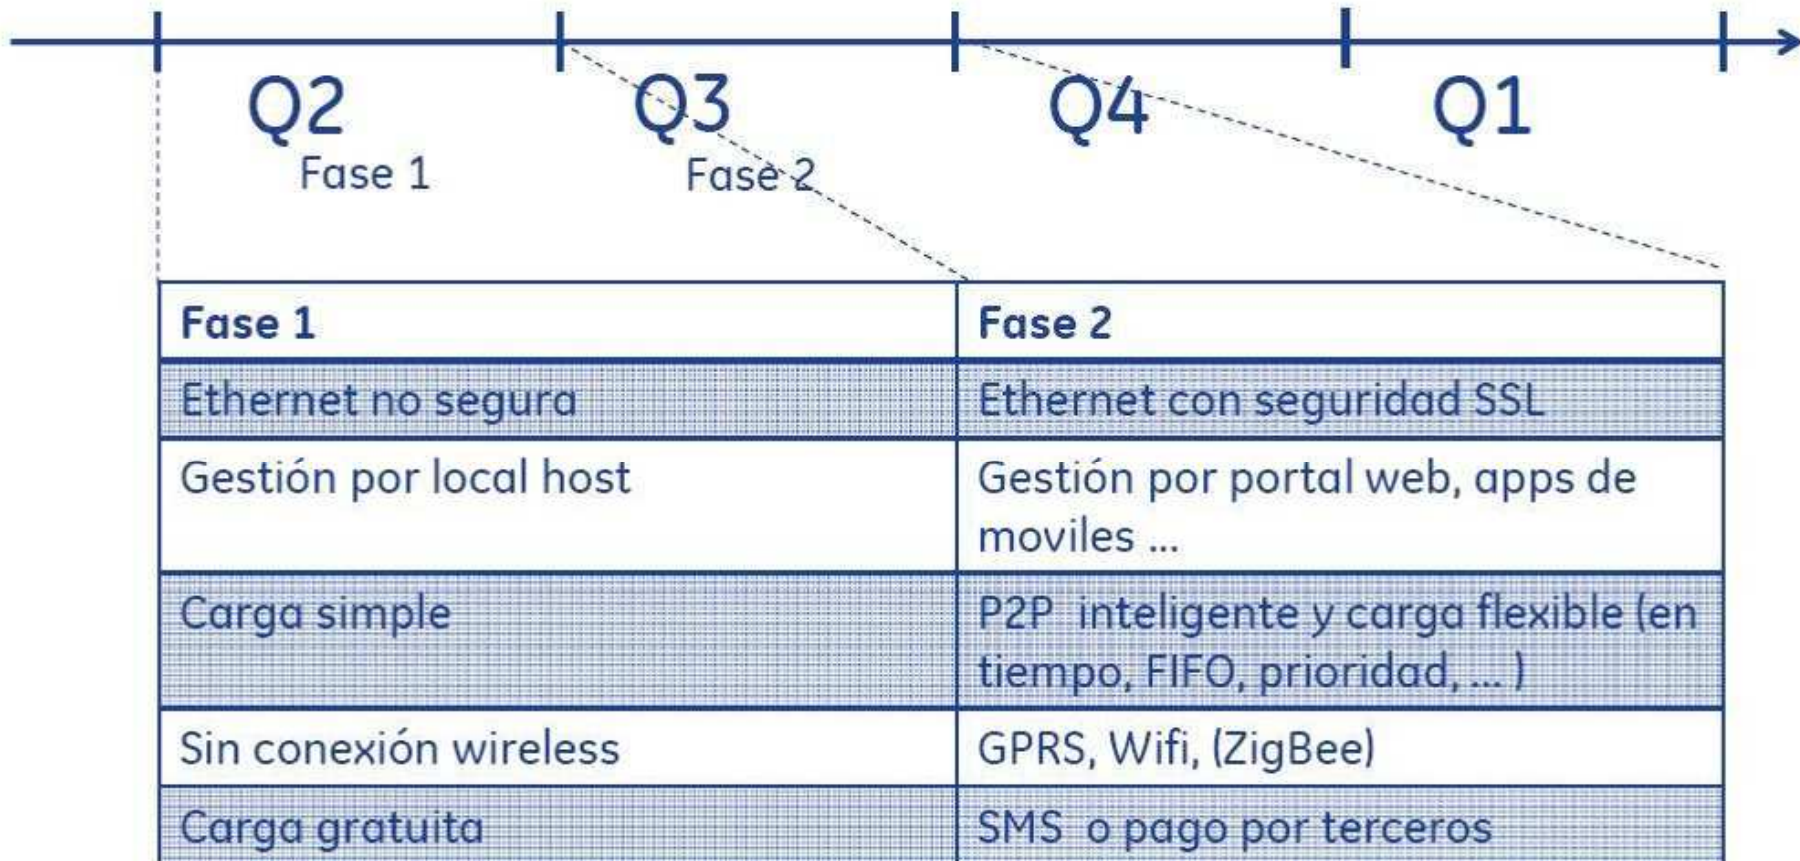 Q2 Q3 Q4 Q1
Fase 1 Fase 2
Fase 1 Fase 2
Ethernet no segura Ethernet con seguridad SSL
Gestión por local host Gestión por portal web, apps de
moviles ...
Carga simple P2P inteligente y carga flexible (en
tiempo, FIFO, prioridad, ... )
Sin conexión wireless GPRS, Wifi, (ZigBee)
Carga gratuita SMS o pago por terceros